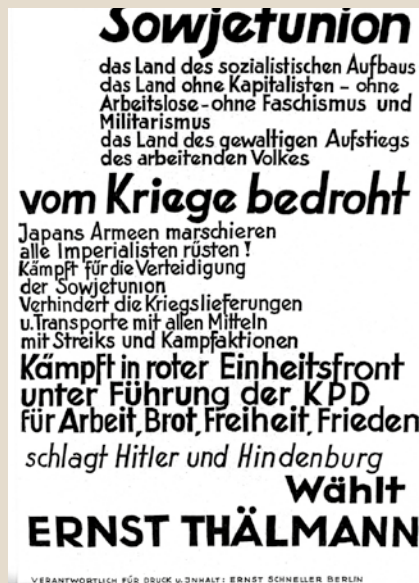 Sowjetunion
das Land des sozialistischen Aufbaus
das Land ohne Kapitalisten – ohne
Arbeitslose – ohne Faschismus und
Militarismus
das Land des gewaltigen Aufstiegs
des arbeitenden Volkes
vom Kriege bedroht
Japans Armeen marschieren
alle Imperialisten rüsten!
Kämpft für die Verteidigung
der Sowjetunion
Verhindert die Kriegslieferungen
u.Transporte mit allen Mitteln
mit Streiks und Kampfaktionen
Kämpft in roter Einheitsfront
unter Führung der KPD
für Arbeit, Brot, Freiheit, Frieden
schlagt Hitler und Hindenburg
Wählt
ERNST THÄLMANN
VERANTWORTLICH FÜR DRUCK u. JNHALT: ERNST SCHNELLER BERLIN